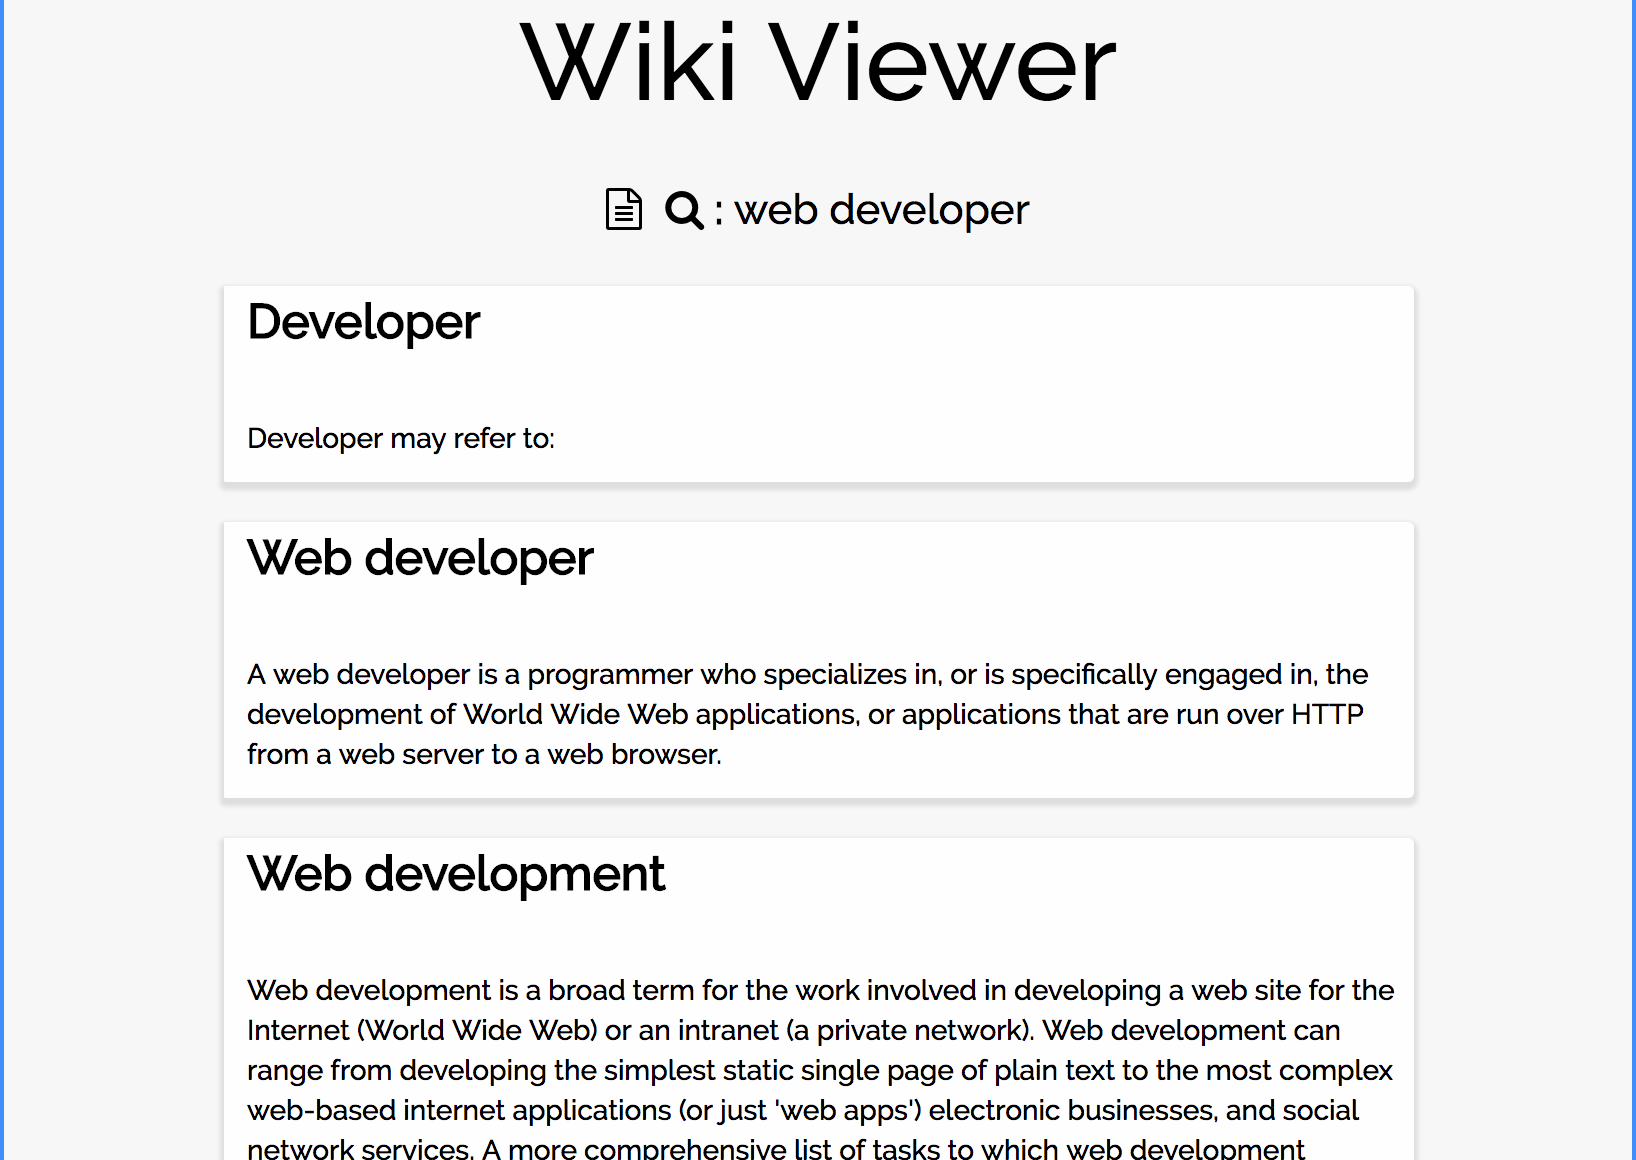 Wiki Viewer
: web developer
Developer
Developer may refer to:
Web developer
A web developer is a programmer who specializes in, or is specifically engaged in, the
development of World Wide Web applications, or applications that are run over HTTP
from a web server to a web browser.
Web development
Web development is a broad term for the work involved in developing a web site for the
Internet (World Wide Web) or an intranet (a private network). Web development can
range from developing the simplest static single page of plain text to the most complex
web-based internet applications (or just 'web apps') electronic businesses, and social
network services. A more comprehensive list of tasks to which web development